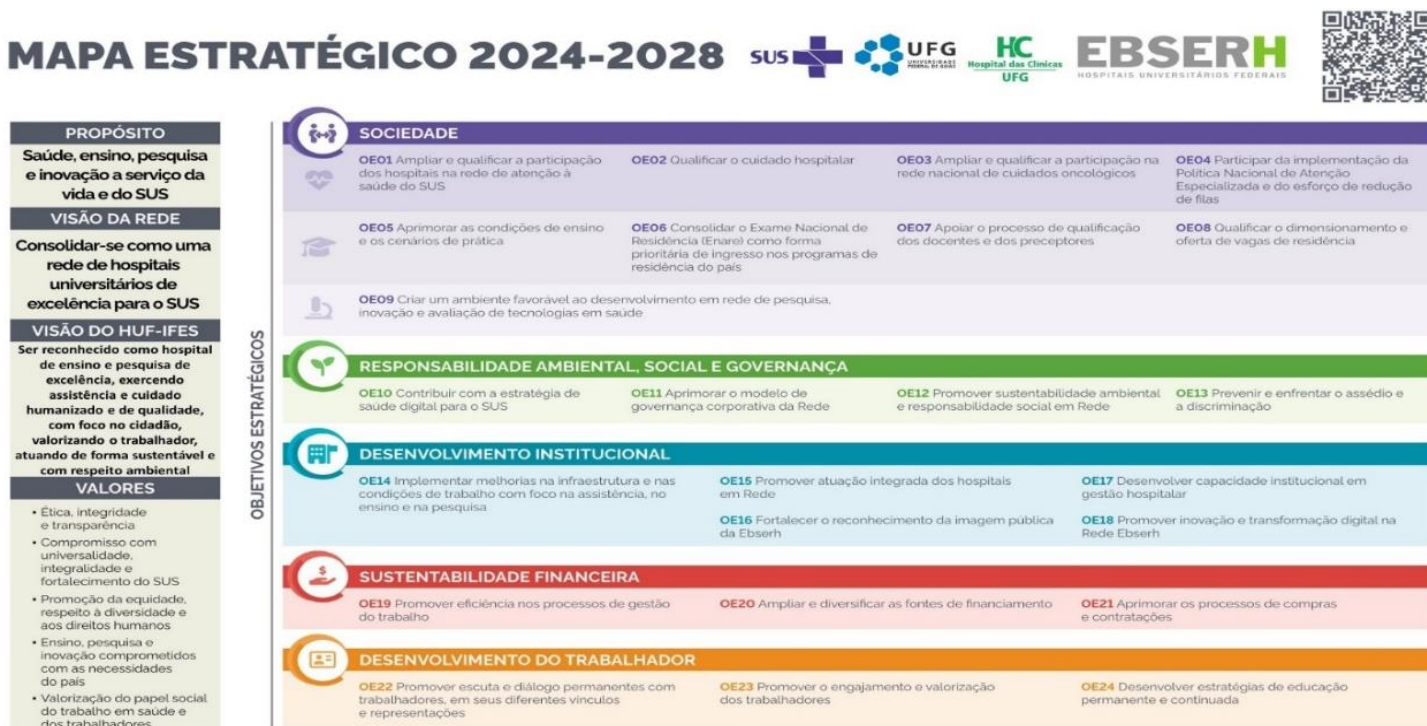 MAPA ESTRATÉGICO 2024-2028
SUS
UFG
UNIVERSIDADE
FEDERAL DE GOIÁS
HC
Hospital das Clínicas
UFG
EBSERH
HOSPITAIS UNIVERSITÁRIOS FEDERAIS
PROPÓSITO
Saúde, ensino, pesquisa
e inovação a serviço da
vida e do SUS
VISÃO DA REDE
Consolidar-se como uma
rede de hospitais
universitários de
excelência para o SUS
VISÃO DO HUF-IFES
Ser reconhecido como hospital
de ensino e pesquisa de
excelência, exercendo
assistência e cuidado
humanizado e de qualidade,
com foco no cidadão,
valorizando o trabalhador,
atuando de forma sustentável e
com respeito ambiental
VALORES
• Ética, integridade
e transparência
• Compromisso com
universalidade,
integralidade e
fortalecimento do SUS
• Promoção da equidade,
respeito à diversidade e
aos direitos humanos
• Ensino, pesquisa e
inovação comprometidos
com as necessidades
do país
• Valorização do papel social
do trabalho em saúde e
dos trabalhadores
OBJETIVOS ESTRATÉGICOS
SOCIEDADE
OE01 Ampliar e qualificar a participação
dos hospitais na rede de atenção à
saúde do SUS
OE02 Qualificar o cuidado hospitalar
OE03 Ampliar e qualificar a participação na
rede nacional de cuidados oncológicos
OE04 Participar da implementação da
Política Nacional de Atenção
Especializada e do esforço de redução
de filas
OE05 Aprimorar as condições de ensino
e os cenários de prática
OE06 Consolidar o Exame Nacional de
Residência (Enare) como forma
prioritária de ingresso nos programas de
residência do país
OE07 Apoiar o processo de qualificação
dos docentes e dos preceptores
OE08 Qualificar o dimensionamento e
oferta de vagas de residência
OE09 Criar um ambiente favorável ao desenvolvimento em rede de pesquisa,
inovação e avaliação de tecnologias em saúde
RESPONSABILIDADE AMBIENTAL, SOCIAL E GOVERNANÇA
OE10 Contribuir com a estratégia de
saúde digital para o SUS
OE11 Aprimorar o modelo de
governança corporativa da Rede
OE12 Promover sustentabilidade ambiental
e responsabilidade social em Rede
OE13 Prevenir e enfrentar o assédio e
a discriminação
DESENVOLVIMENTO INSTITUCIONAL
OE14 Implementar melhorias na infraestrutura e nas
condições de trabalho com foco na assistência, no
ensino e na pesquisa
OE15 Promover atuação integrada dos hospitais
em Rede
OE16 Fortalecer o reconhecimento da imagem pública
da Ebserh
OE17 Desenvolver capacidade institucional em
gestão hospitalar
OE18 Promover inovação e transformação digital na
Rede Ebserh
SUSTENTABILIDADE FINANCEIRA
OE19 Promover eficiência nos processos de gestão
do trabalho
OE20 Ampliar e diversificar as fontes de financiamento
OE21 Aprimorar os processos de compras
e contratações
DESENVOLVIMENTO DO TRABALHADOR
OE22 Promover escuta e diálogo permanentes com
trabalhadores, em seus diferentes vínculos
e representações
OE23 Promover o engajamento e valorização
dos trabalhadores
OE24 Desenvolver estratégias de educação
permanente e continuada